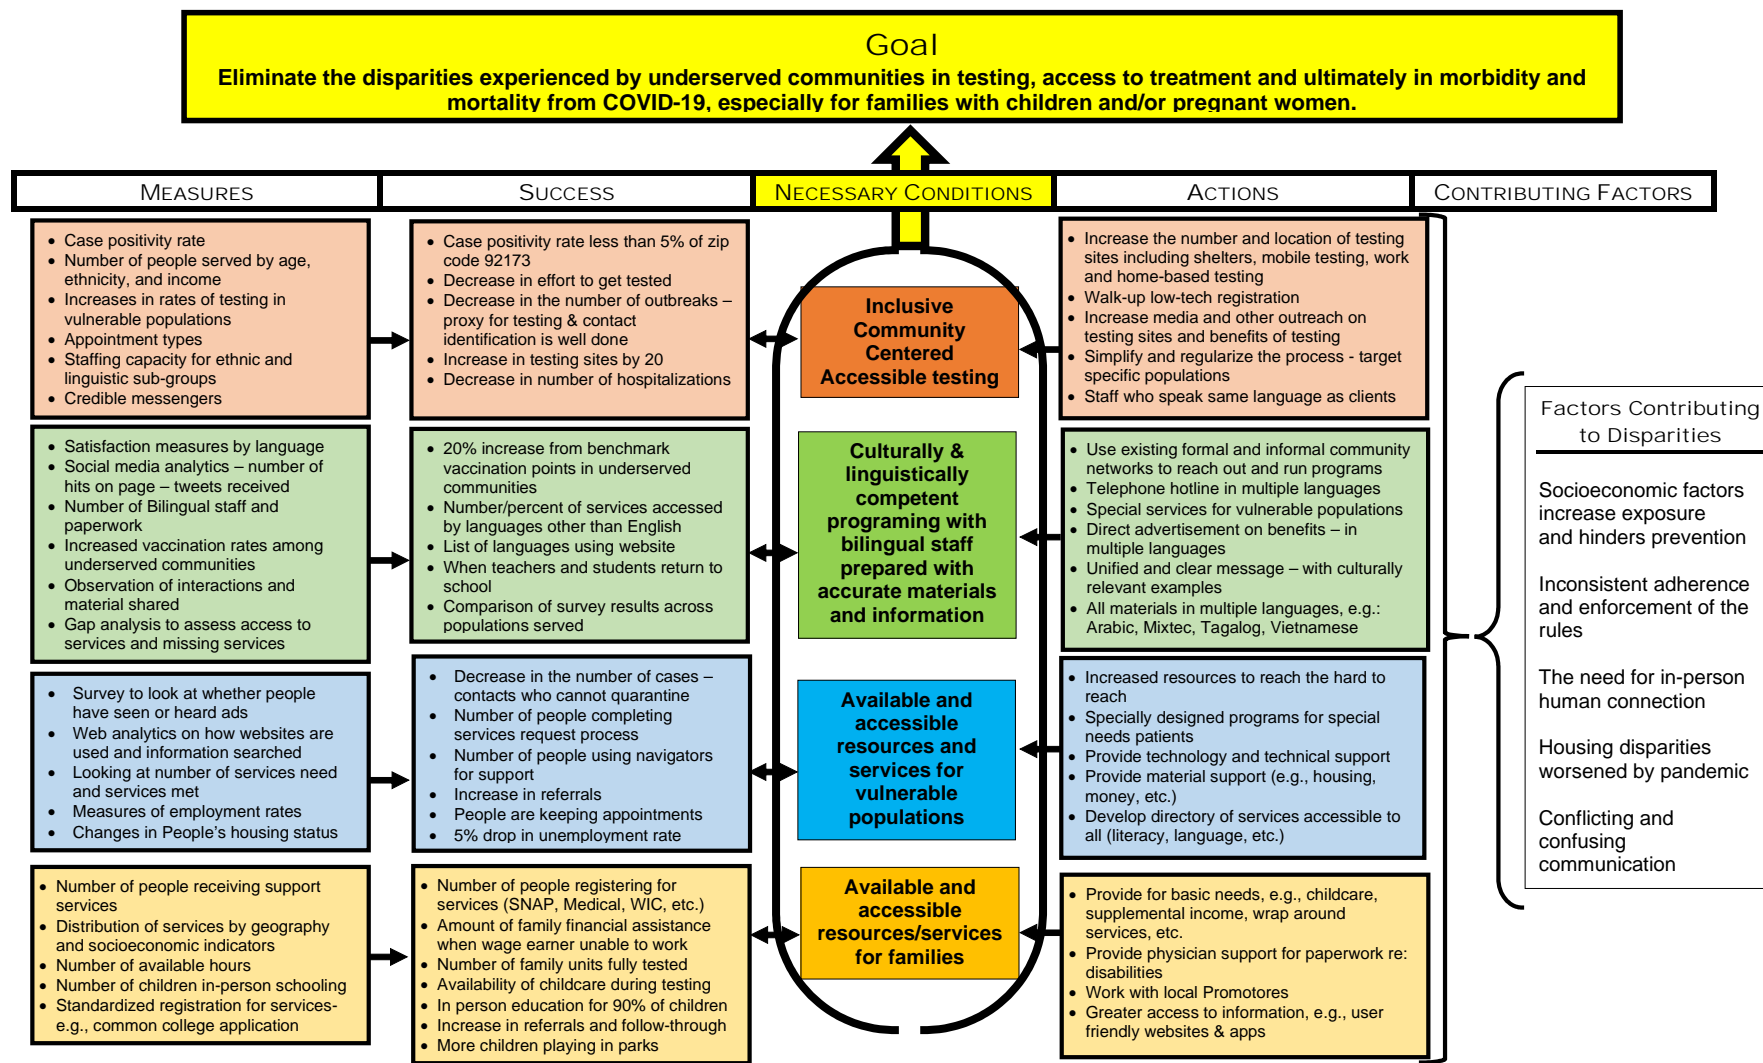 Goal
Eliminate the disparities experienced by underserved communities in testing, access to treatment and ultimately in morbidity and
mortality from COVID-19, especially for families with children and/or pregnant women.
MEASURES
SUCCESS
NECESSARY CONDITIONS
ACTIONS
CONTRIBUTING FACTORS
• Case positivity rate
• Number of people served by age,
ethnicity, and income
• Increases in rates of testing in
vulnerable populations
• Appointment types
• Staffing capacity for ethnic and
linguistic sub-groups
• Credible messengers
• Case positivity rate less than 5% of zip
code 92173
• Decrease in effort to get tested
• Decrease in the number of outbreaks –
proxy for testing & contact
identification is well done
• Increase in testing sites by 20
• Decrease in number of hospitalizations
Inclusive
Community
Centered
Accessible testing
• Increase the number and location of testing
sites including shelters, mobile testing, work
and home-based testing
• Walk-up low-tech registration
• Increase media and other outreach on
testing sites and benefits of testing
• Simplify and regularize the process - target
specific populations
• Staff who speak same language as clients
• Satisfaction measures by language
• Social media analytics – number of
hits on page – tweets received
• Number of Bilingual staff and
paperwork
• Increased vaccination rates among
underserved communities
• Observation of interactions and
material shared
• Gap analysis to assess access to
services and missing services
• 20% increase from benchmark
vaccination points in underserved
communities
• Number/percent of services accessed
by languages other than English
• List of languages using website
• When teachers and students return to
school
• Comparison of survey results across
populations served
Culturally &
linguistically
competent
programing with
bilingual staff
prepared with
accurate materials
and information
• Use existing formal and informal community
networks to reach out and run programs
• Telephone hotline in multiple languages
• Special services for vulnerable populations
• Direct advertisement on benefits – in
multiple languages
• Unified and clear message – with culturally
relevant examples
• All materials in multiple languages, e.g.:
Arabic, Mixtec, Tagalog, Vietnamese
• Survey to look at whether people
have seen or heard ads
• Web analytics on how websites are
used and information searched
• Looking at number of services need
and services met
• Measures of employment rates
• Changes in People's housing status
• Decrease in the number of cases –
contacts who cannot quarantine
• Number of people completing
services request process
• Number of people using navigators
for support
• Increase in referrals
• People are keeping appointments
• 5% drop in unemployment rate
Available and
accessible
resources and
services for
vulnerable
populations
• Increased resources to reach the hard to
reach
• Specially designed programs for special
needs patients
• Provide technology and technical support
• Provide material support (e.g., housing,
money, etc.)
• Develop directory of services accessible to
all (literacy, language, etc.)
• Number of people receiving support
services
• Distribution of services by geography
and socioeconomic indicators
• Number of available hours
• Number of children in-person schooling
• Standardized registration for services-
e.g., common college application
• Number of people registering for
services (SNAP, Medical, WIC, etc.)
• Amount of family financial assistance
when wage earner unable to work
• Number of family units fully tested
• Availability of childcare during testing
• In person education for 90% of children
• Increase in referrals and follow-through
• More children playing in parks
Available and
accessible
resources/services
for families
• Provide for basic needs, e.g., childcare,
supplemental income, wrap around
services, etc.
• Provide physician support for paperwork re:
disabilities
• Work with local Promotores
• Greater access to information, e.g., user
friendly websites & apps
Factors Contributing
to Disparities
Socioeconomic factors
increase exposure
and hinders prevention
Inconsistent adherence
and enforcement of the
rules
The need for in-person
human connection
Housing disparities
worsened by pandemic
Conflicting and
confusing
communication